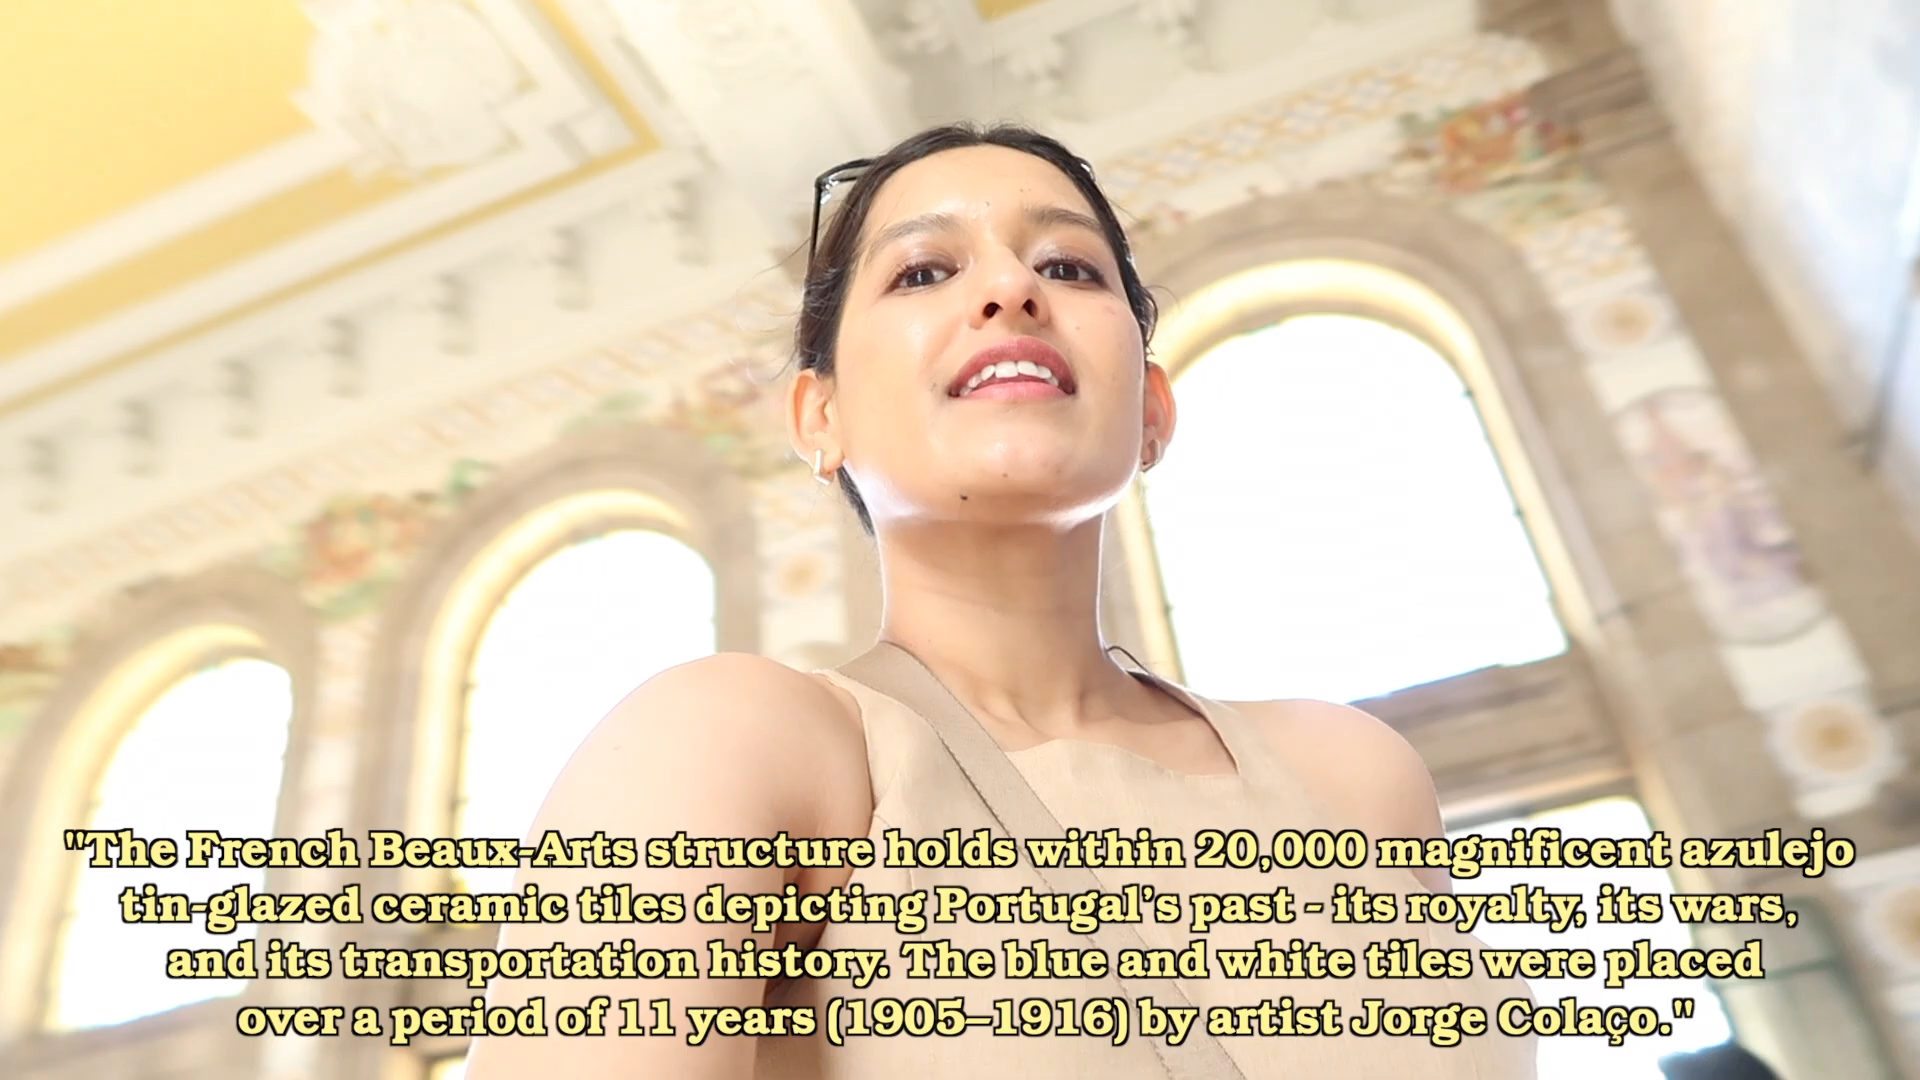 "The French Beaux-Arts structure holds within 20,000 magnificent azulejo
tin-glazed ceramic tiles depicting Portugal’s past - its royalty, its wars,
and its transportation history. The blue and white tiles were placed
over a period of 11 years (1905–1916) by artist Jorge Colaço."